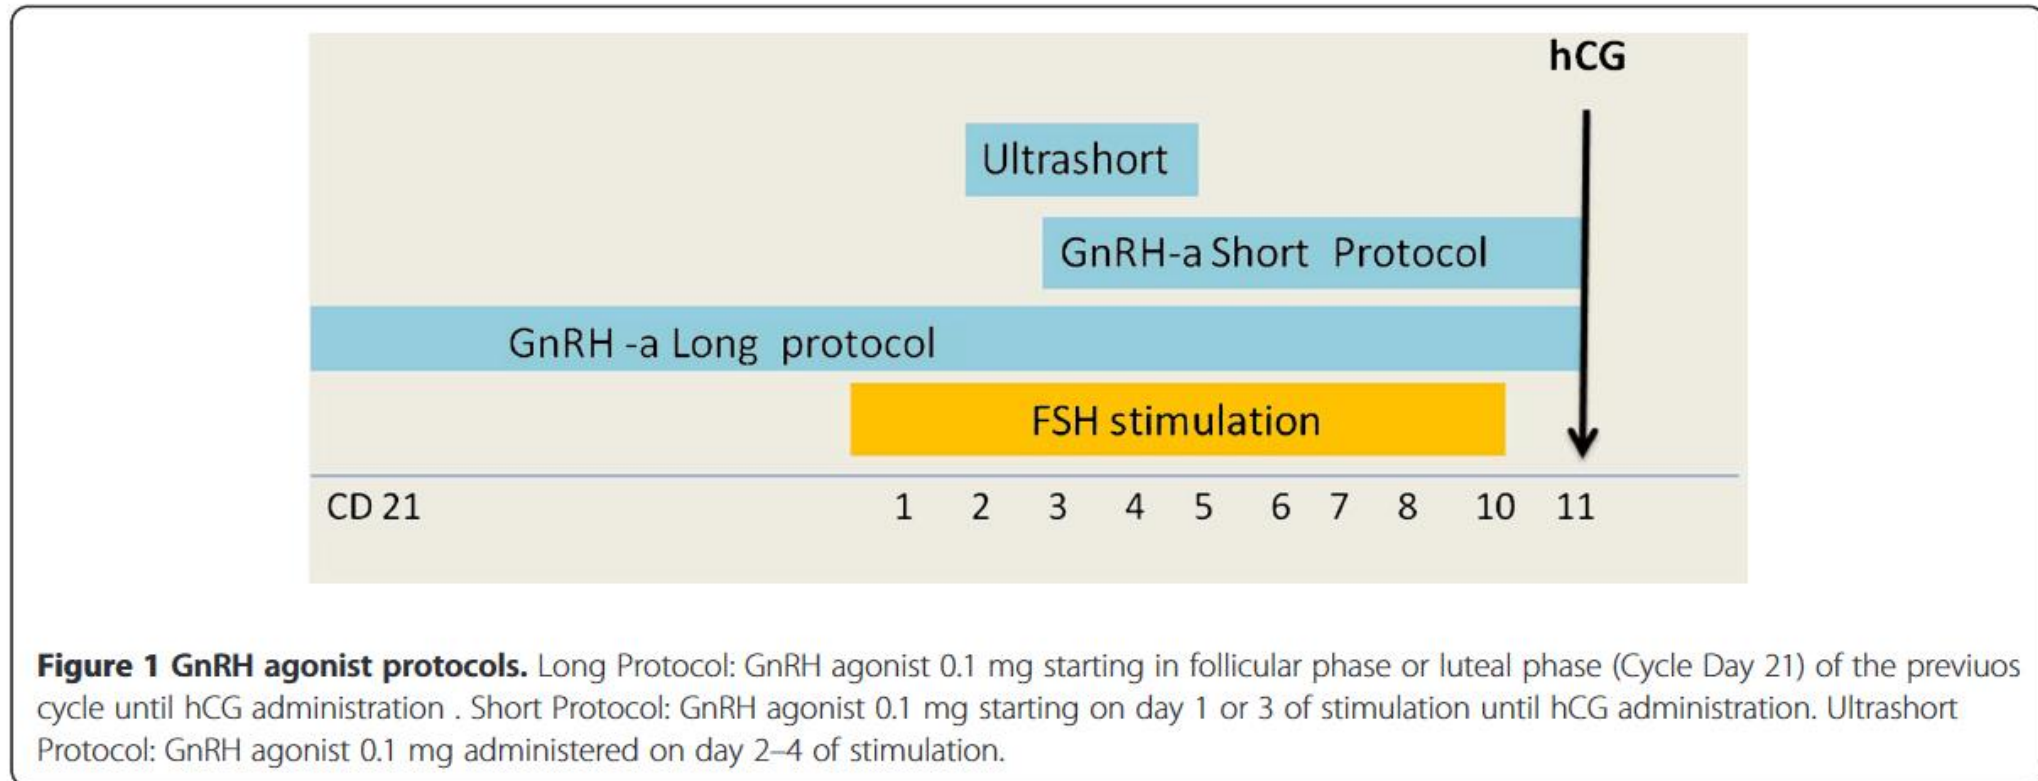 hCG
Ultrashort
GnRH-a Short Protocol
GnRH -a Long protocol
FSH stimulation
CD 21 1 2 3 4 5 6 7 8 10 11
Figure 1 GnRH agonist protocols. Long Protocol: GnRH agonist 0.1 mg starting in follicular phase or luteal phase (Cycle Day 21) of the previuos
cycle until hCG administration . Short Protocol: GnRH agonist 0.1 mg starting on day 1 or 3 of stimulation until hCG administration. Ultrashort
Protocol: GnRH agonist 0.1 mg administered on day 2–4 of stimulation.